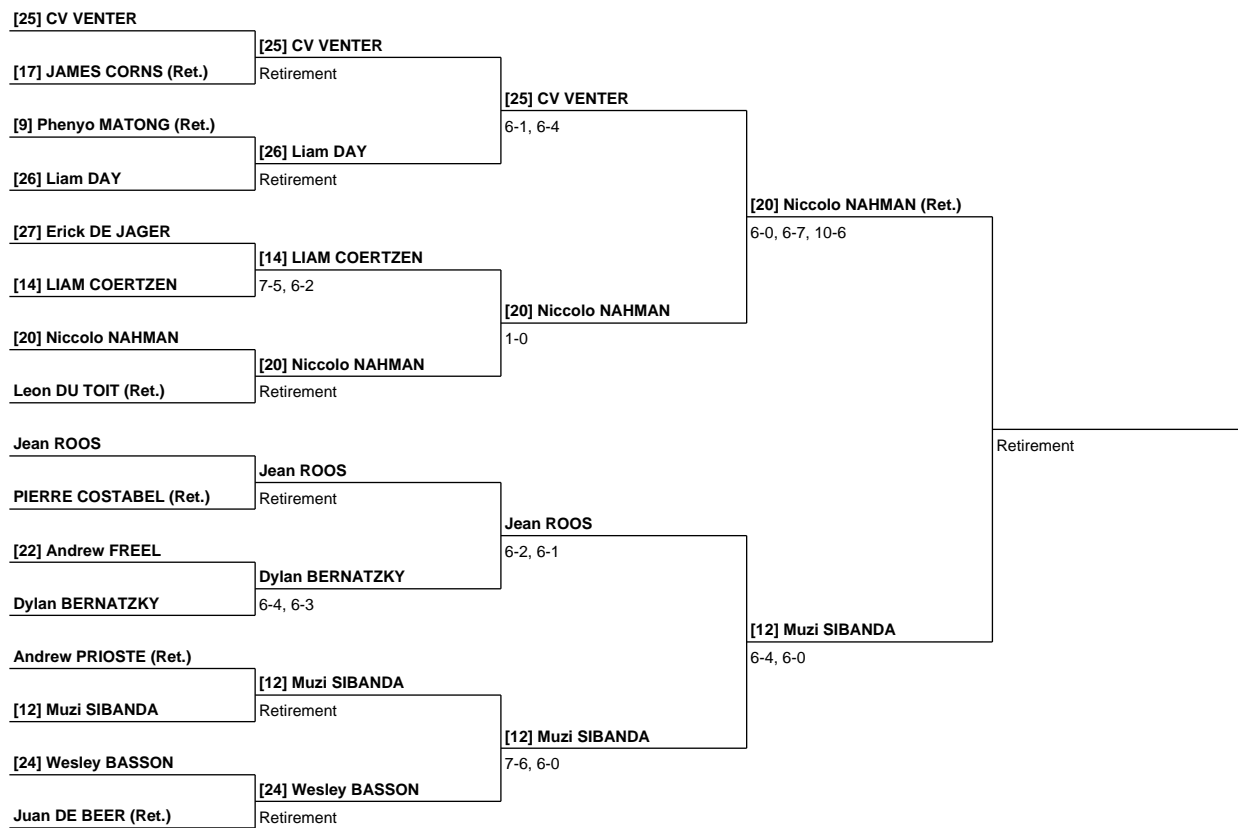 [25] CV VENTER
[25] CV VENTER
[17] JAMES CORNS (Ret.)
Retirement
[25] CV VENTER
[9] Phenyo MATONG (Ret.)
6-1, 6-4
[26] Liam DAY
[26] Liam DAY
Retirement
[20] Niccolo NAHMAN (Ret.)
[27] Erick DE JAGER
6-0, 6-7, 10-6
[14] LIAM COERTZEN
[14] LIAM COERTZEN
7-5, 6-2
[20] Niccolo NAHMAN
[20] Niccolo NAHMAN
1-0
[20] Niccolo NAHMAN
Leon DU TOIT (Ret.)
Retirement
Jean ROOS
Retirement
Jean ROOS
PIERRE COSTABEL (Ret.)
Retirement
Jean ROOS
[22] Andrew FREEL
6-2, 6-1
Dylan BERNATZKY
Dylan BERNATZKY
6-4, 6-3
[12] Muzi SIBANDA
Andrew PRIOSTE (Ret.)
6-4, 6-0
[12] Muzi SIBANDA
[12] Muzi SIBANDA
Retirement
[12] Muzi SIBANDA
[24] Wesley BASSON
7-6, 6-0
[24] Wesley BASSON
Juan DE BEER (Ret.)
Retirement